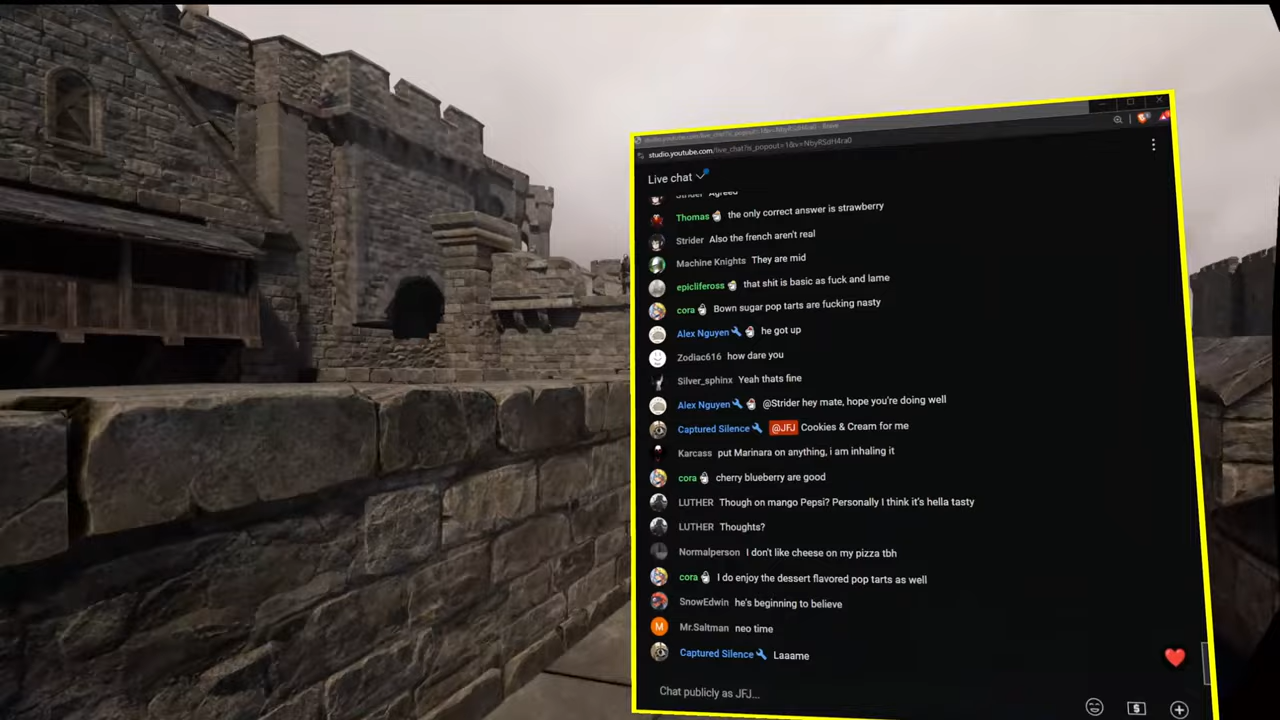 studio.youtube.com/live_chat?is_popout=1&v=NbyRSdH4ra0
Live chat
Strider Agreed
Thomas the only correct answer is strawberry
Strider Also the french aren't real
Machine Knights They are mid
epiclifeross that shit is basic as fuck and lame
cora Bown sugar pop tarts are fucking nasty
Alex Nguyen he got up
Zodiac616 how dare you
Silver_sphinx Yeah thats fine
Alex Nguyen @Strider hey mate, hope you're doing well
Captured Silence @JFJ Cookies & Cream for me
Karcass put Marinara on anything, i am inhaling it
cora cherry blueberry are good
LUTHER Though on mango Pepsi? Personally I think it's hella tasty
LUTHER Thoughts?
Normalperson I don't like cheese on my pizza tbh
cora I do enjoy the dessert flavored pop tarts as well
SnowEdwin he's beginning to believe
M Mr.Saltman neo time
Captured Silence Laaame
Chat publicly as JFJ...